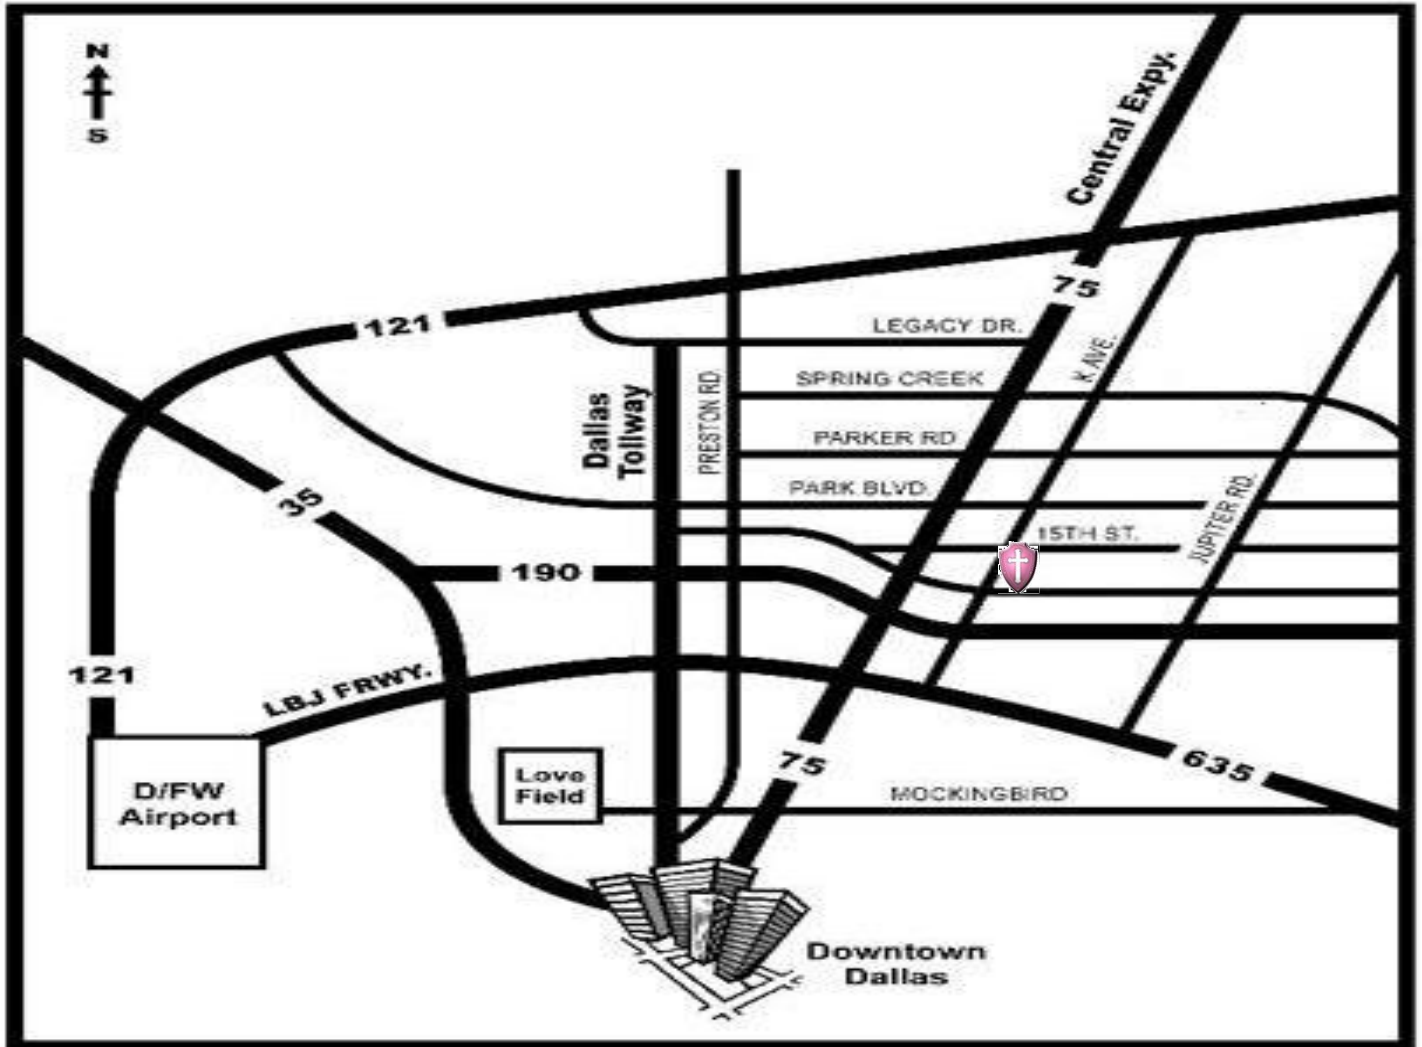 N
S
Central Expy.
75
121
LEGACY DR.
K AVE.
SPRING CREEK
Dallas
Tollway
PRESTON RD.
PARKER RD
PARK BLVD.
35
JUPITER RD.
15TH ST.
190
121
LBJ FRWY.
75
635
Love
Field
D/FW
Airport
MOCKINGBIRD
Downtown
Dallas